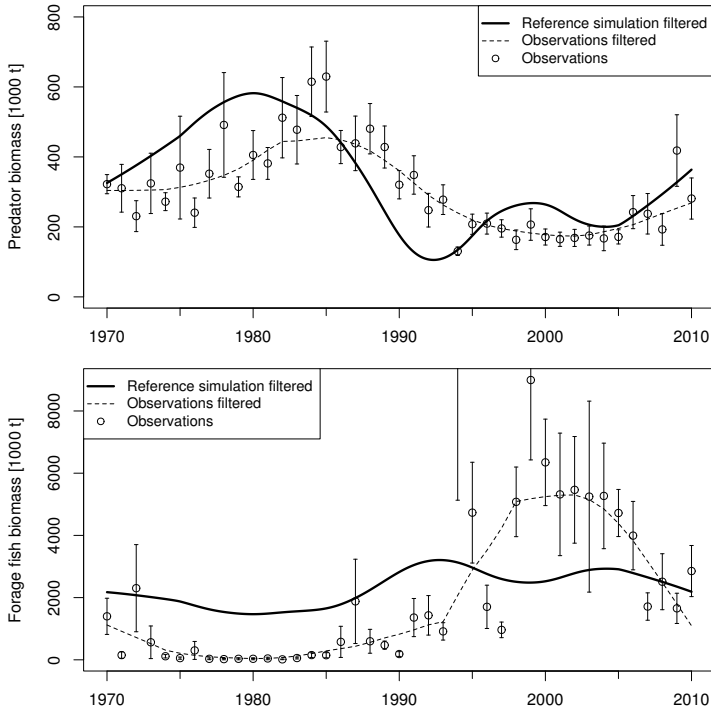 Predator biomass [1000 t]
800
600
400
200
0
Reference simulation filtered
Observations filtered
Observations
1970 1980 1990 2000 2010
Forage fish biomass [1000 t]
8000
6000
4000
2000
0
Reference simulation filtered
Observations filtered
Observations
1970 1980 1990 2000 2010